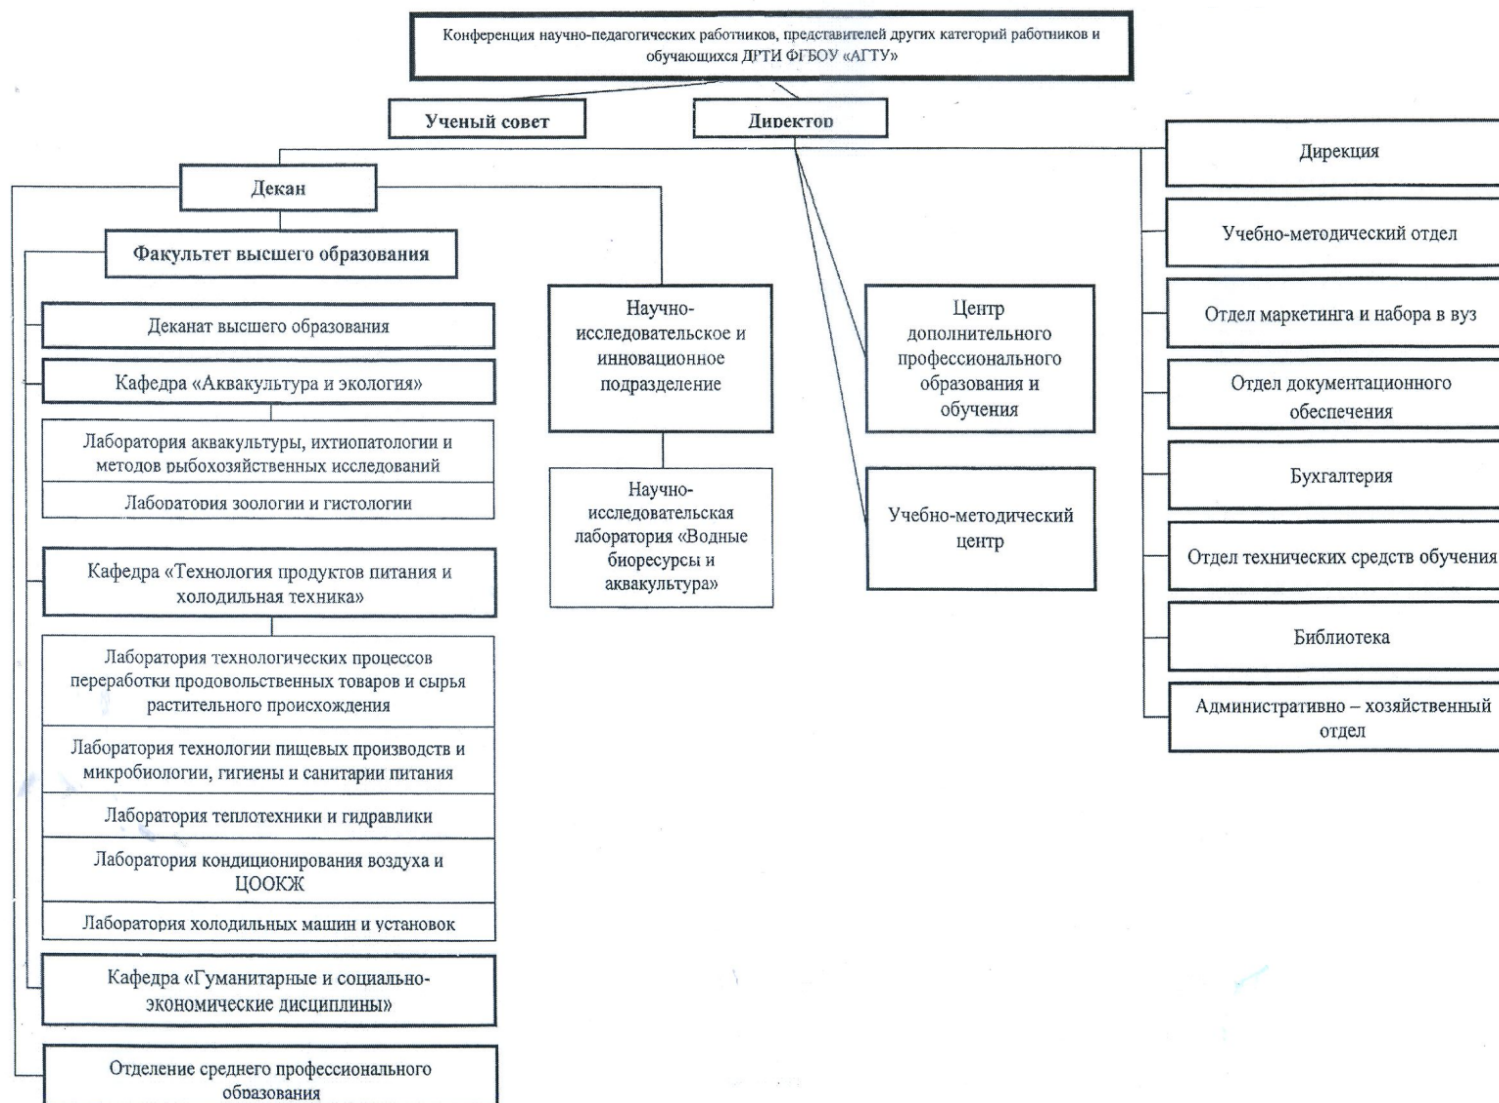 Конференция научно-педагогических работников, представителей других категорий работников и
обучающихся ДРТИ ФГБОУ «АГТУ»
Ученый совет
Директор
Декан
Факультет высшего образования
Деканат высшего образования
Кафедра «Аквакультура и экология»
Лаборатория аквакультуры, ихтиопатологии и
методов рыбохозяйственных исследований
Лаборатория зоологии и гистологии
Кафедра «Технология продуктов питания и
холодильная техника»
Лаборатория технологических процессов
переработки продовольственных товаров и сырья
растительного происхождения
Лаборатория технологии пищевых производств и
микробиологии, гигиены и санитарии питания
Лаборатория теплотехники и гидравлики
Лаборатория кондиционирования воздуха и
ЦООКЖ
Лаборатория холодильных машин и установок
Кафедра «Гуманитарные и социально-
экономические дисциплины»
Отделение среднего профессионального
образования
Научно-
исследовательское и
инновационное
подразделение
Научно-
исследовательская
лаборатория «Водные
биоресурсы и
аквакультура»
Центр
дополнительного
профессионального
образования и
обучения
Учебно-методический
центр
Дирекция
Учебно-методический отдел
Отдел маркетинга и набора в вуз
Отдел документационного
обеспечения
Бухгалтерия
Отдел технических средств обучения
Библиотека
Административно – хозяйственный
отдел